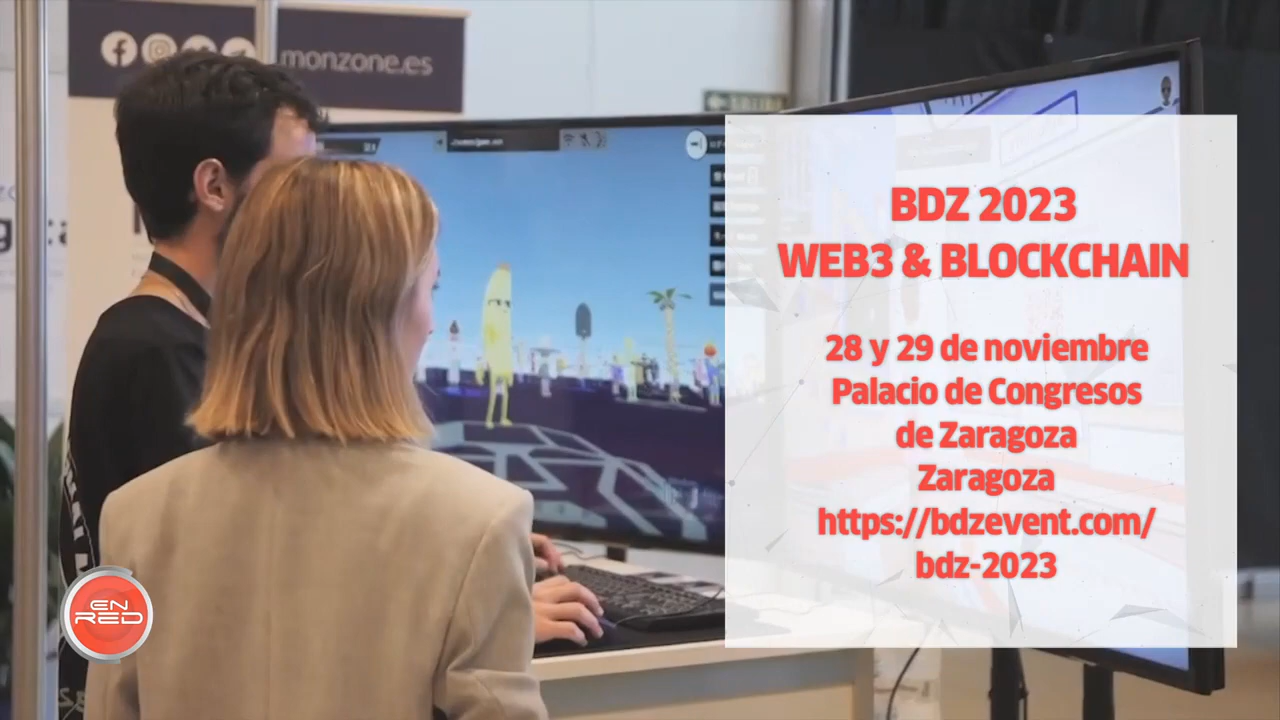 monzone.es
BDZ 2023
WEB3 & BLOCKCHAIN
28 y 29 de noviembre
Palacio de Congresos
de Zaragoza
Zaragoza
https://bdzevent.com/
bdz-2023
EN
RED